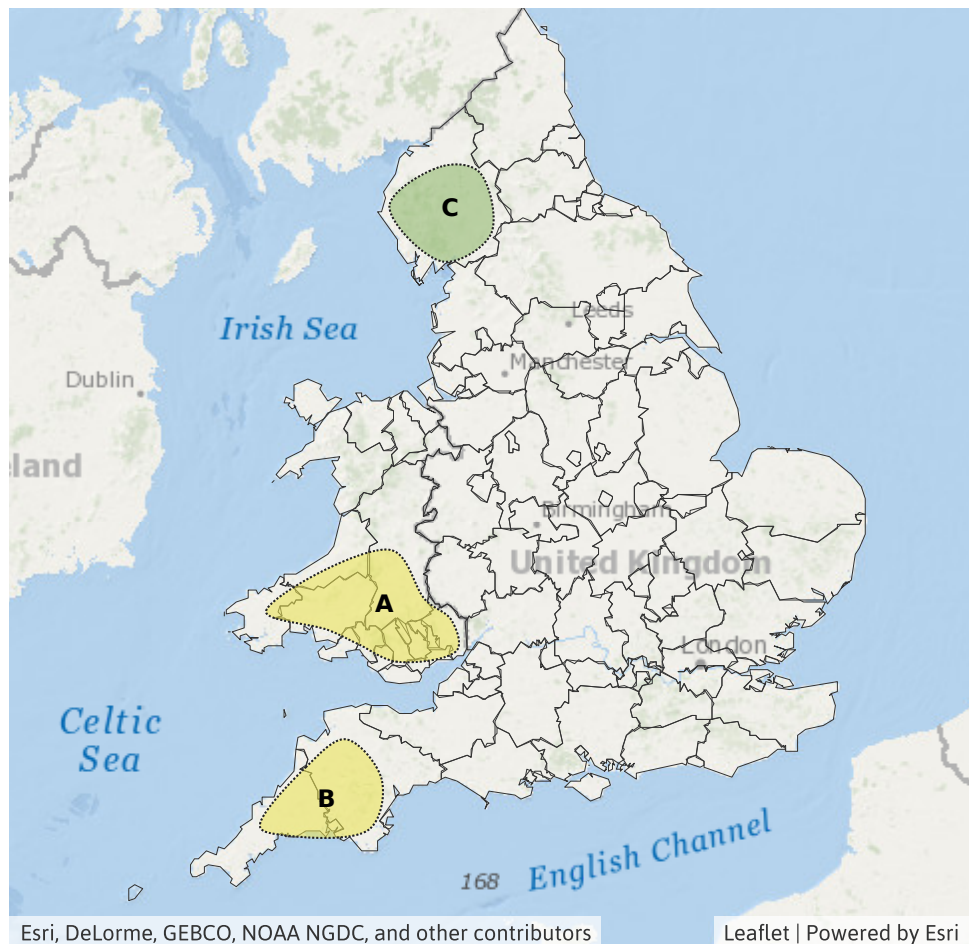 C
Irish Sea
Leeds
Manchester
Dublin
land
Birmingham
United Kingdom
A
London
Celtic
Sea
B
English Channel
168
Esri, DeLorme, GEBCO, NOAA NGDC, and other contributors
Leaflet | Powered by Esri